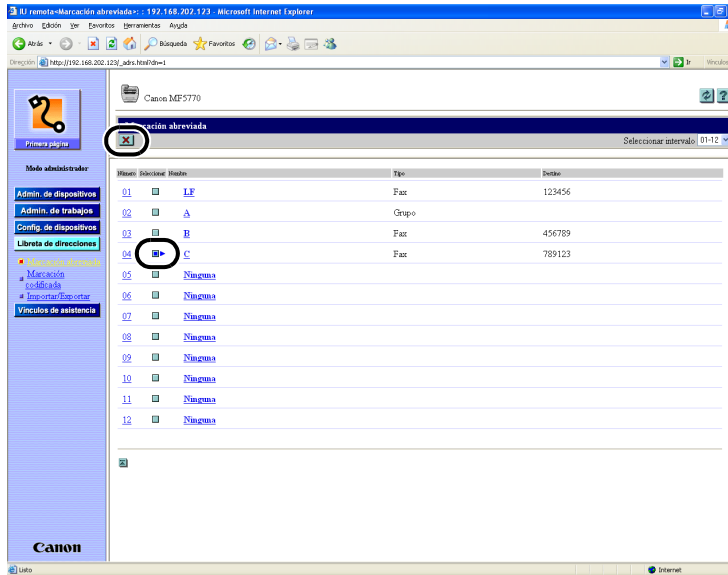 IU remota<Marcación abreviada>: : 192.168.202.123 - Microsoft Internet Explorer
Archivo Edición Ver Favoritos Herramientas Ayuda
Atrás Búsqueda Favoritos
Dirección http://192.168.202.123/_adrs.html?dn=1 Ir Vínculos
Canon MF5770
Primera página
abreviada
Seleccionar intervalo 01-12
Modo administrador
Admin. de dispositivos
Admin. de trabajos
Config. de dispositivos
Libreta de direcciones
Marcación abreviada
Marcación codificada
Importar/Exportar
Vínculos de asistencia
Número Seleccionar Nombre Tipo Destino
01 LF Fax 123456
02 A Grupo
03 B Fax 456789
04 C Fax 789123
05 Ninguna
06 Ninguna
07 Ninguna
08 Ninguna
09 Ninguna
10 Ninguna
11 Ninguna
12 Ninguna
Canon
Listo Internet